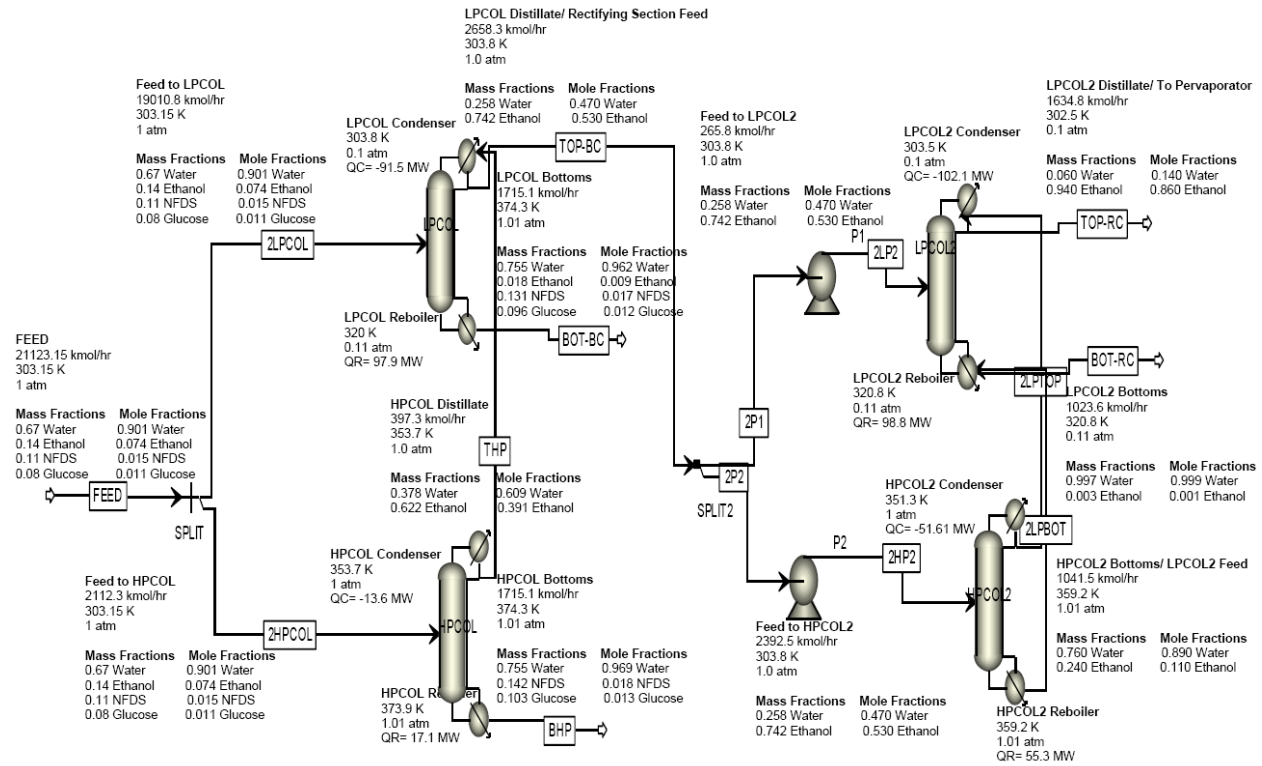 LPCOL Distillate/ Rectifying Section Feed
2658.3 kmol/hr
303.8 K
1.0 atm
Mass Fractions Mole Fractions
0.258 Water 0.470 Water
0.742 Ethanol 0.530 Ethanol
TOP-BC
Feed to LPCOL
19010.8 kmol/hr
303.15 K
1 atm
Mass Fractions Mole Fractions
0.67 Water 0.901 Water
0.14 Ethanol 0.074 Ethanol
0.11 NFDS 0.015 NFDS
0.08 Glucose 0.011 Glucose
2LPCOL
LPCOL Condenser
303.8 K
0.1 atm
QC= -91.5 MW
LPCOL
LPCOL Bottoms
1715.1 kmol/hr
374.3 K
1.01 atm
Mass Fractions Mole Fractions
0.755 Water 0.962 Water
0.018 Ethanol 0.009 Ethanol
0.131 NFDS 0.017 NFDS
0.096 Glucose 0.012 Glucose
BOT-BC
LPCOL Reboiler
320 K
0.11 atm
QR= 97.9 MW
FEED
21123.15 kmol/hr
303.15 K
1 atm
Mass Fractions Mole Fractions
0.67 Water 0.901 Water
0.14 Ethanol 0.074 Ethanol
0.11 NFDS 0.015 NFDS
0.08 Glucose 0.011 Glucose
FEED
SPLIT
HPCOL Distillate
397.3 kmol/hr
353.7 K
1.0 atm
THP
Mass Fractions Mole Fractions
0.378 Water 0.609 Water
0.622 Ethanol 0.391 Ethanol
HPCOL Condenser
353.7 K
1 atm
QC= -13.6 MW
HPCOL
Feed to HPCOL
2112.3 kmol/hr
303.15 K
1 atm
2HPCOL
Mass Fractions Mole Fractions
0.67 Water 0.901 Water
0.14 Ethanol 0.074 Ethanol
0.11 NFDS 0.015 NFDS
0.08 Glucose 0.011 Glucose
HPCOL Bottoms
1715.1 kmol/hr
374.3 K
1.01 atm
Mass Fractions Mole Fractions
0.755 Water 0.969 Water
0.142 NFDS 0.018 NFDS
0.103 Glucose 0.013 Glucose
BHP
HPCOL Reboiler
373.9 K
1.01 atm
QR= 17.1 MW
Feed to LPCOL2
265.8 kmol/hr
303.8 K
1.0 atm
Mass Fractions Mole Fractions
0.258 Water 0.470 Water
0.742 Ethanol 0.530 Ethanol
P1
2LP2
2P1
2P2
SPLIT2
P2
2HP2
Feed to HPCOL2
2392.5 kmol/hr
303.8 K
1.0 atm
Mass Fractions Mole Fractions
0.258 Water 0.470 Water
0.742 Ethanol 0.530 Ethanol
LPCOL2 Condenser
303.5 K
0.1 atm
QC= -102.1 MW
LPCOL2
LPCOL2 Distillate/ To Pervaporator
1634.8 kmol/hr
302.5 K
0.1 atm
Mass Fractions Mole Fractions
0.060 Water 0.140 Water
0.940 Ethanol 0.860 Ethanol
TOP-RC
BOT-RC
2LPTOP
LPCOL2 Reboiler
320.8 K
0.11 atm
QR= 98.8 MW
LPCOL2 Bottoms
1023.6 kmol/hr
320.8 K
0.11 atm
Mass Fractions Mole Fractions
0.997 Water 0.999 Water
0.003 Ethanol 0.001 Ethanol
HPCOL2 Condenser
351.3 K
1 atm
QC= -51.61 MW
2LPBOT
HPCOL2
HPCOL2 Bottoms/ LPCOL2 Feed
1041.5 kmol/hr
359.2 K
1.01 atm
Mass Fractions Mole Fractions
0.760 Water 0.890 Water
0.240 Ethanol 0.110 Ethanol
HPCOL2 Reboiler
359.2 K
1.01 atm
QR= 55.3 MW